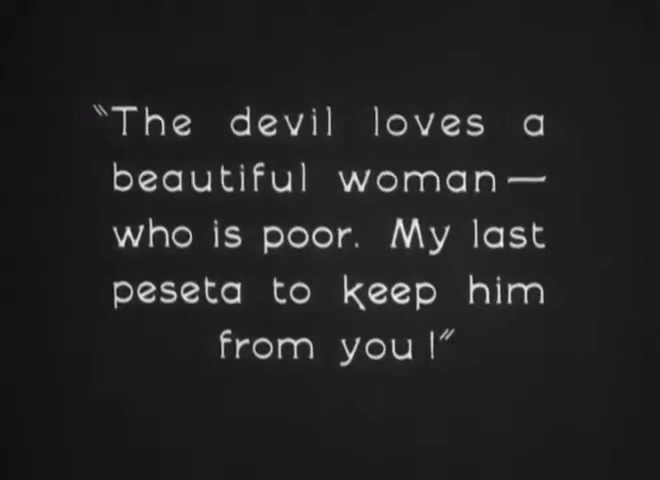 "The devil loves a
beautiful woman—
who is poor. My last
peseta to keep him
from you!"